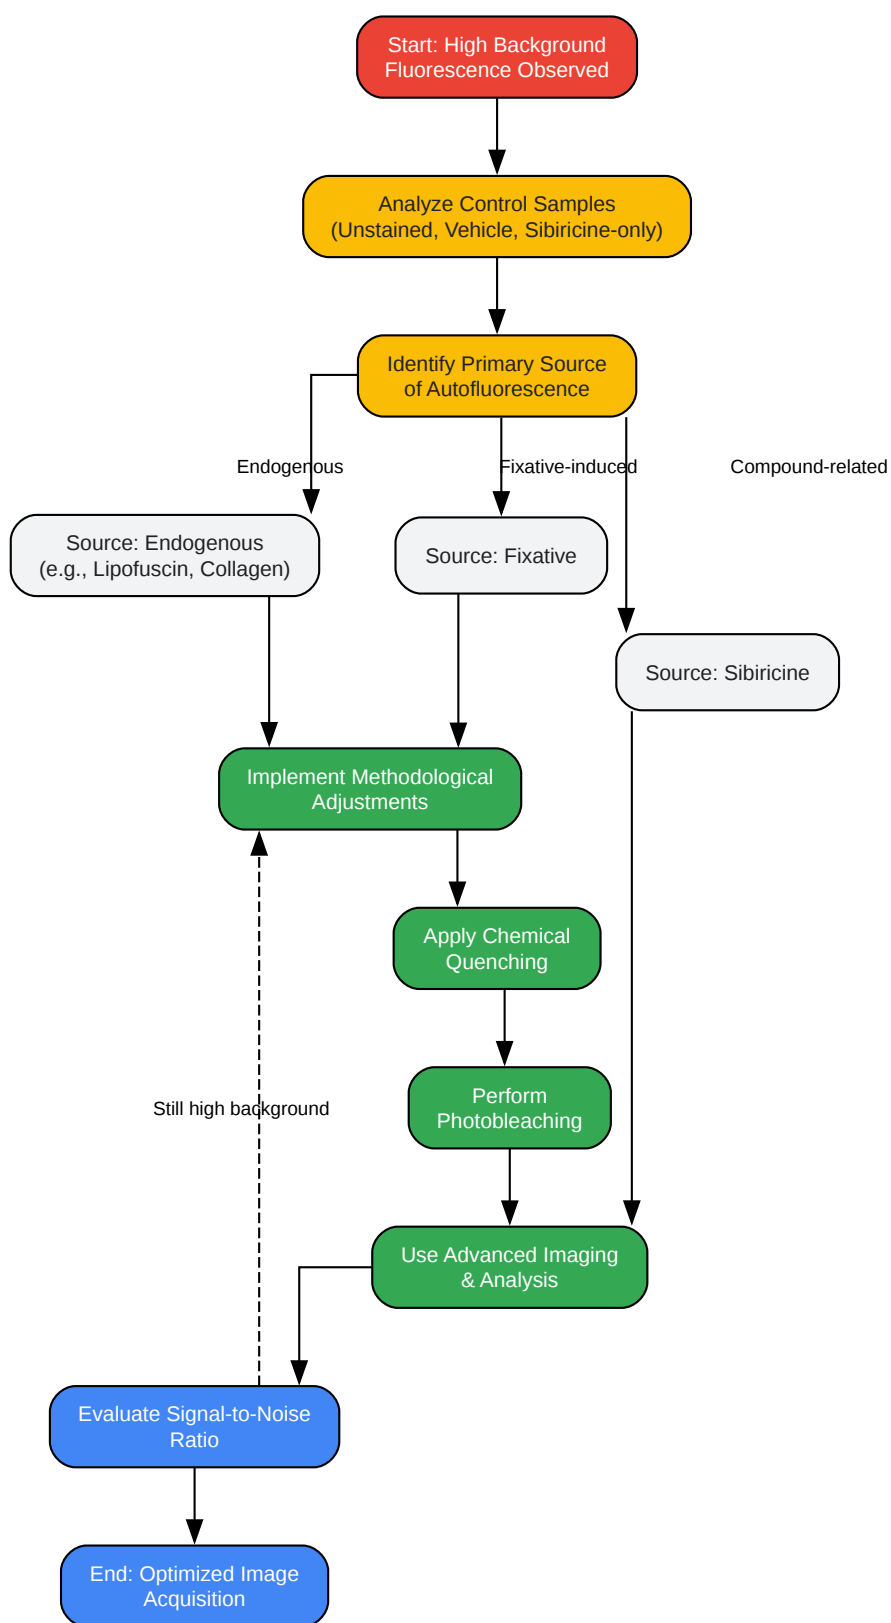 Start: High Background
Fluorescence Observed
Analyze Control Samples
(Unstained, Vehicle, Sibiricine-only)
Identify Primary Source
of Autofluorescence
Endogenous
Fixative-induced
Compound-related
Source: Endogenous
(e.g., Lipofuscin, Collagen)
Source: Fixative
Source: Sibiricine
Implement Methodological
Adjustments
Apply Chemical
Quenching
Perform
Photobleaching
Still high background
Use Advanced Imaging
& Analysis
Evaluate Signal-to-Noise
Ratio
End: Optimized Image
Acquisition